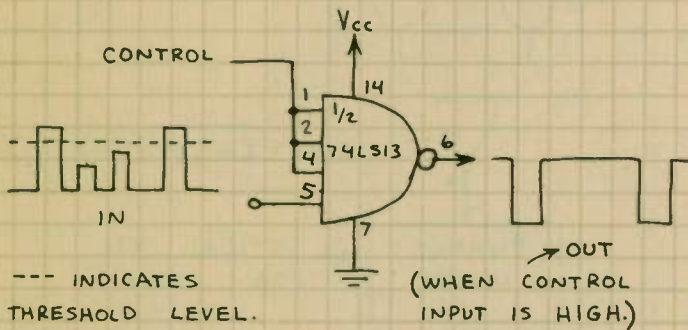 Vcc
CONTROL
14
1
1/2
2
74LS13
6
4
5
IN
7
OUT
--- INDICATES
THRESHOLD LEVEL.
(WHEN CONTROL
INPUT IS HIGH.)